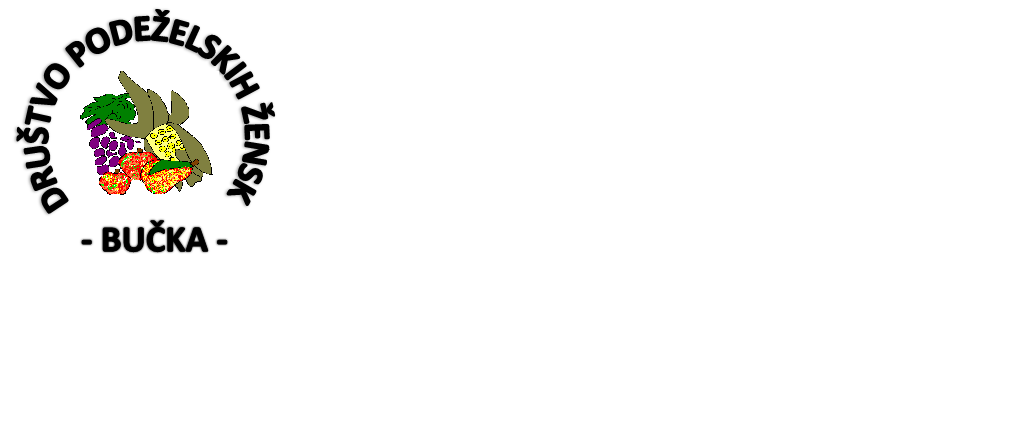 DRUŠTVO PODEŽELSKIH ŽENSK
- BUČKA -